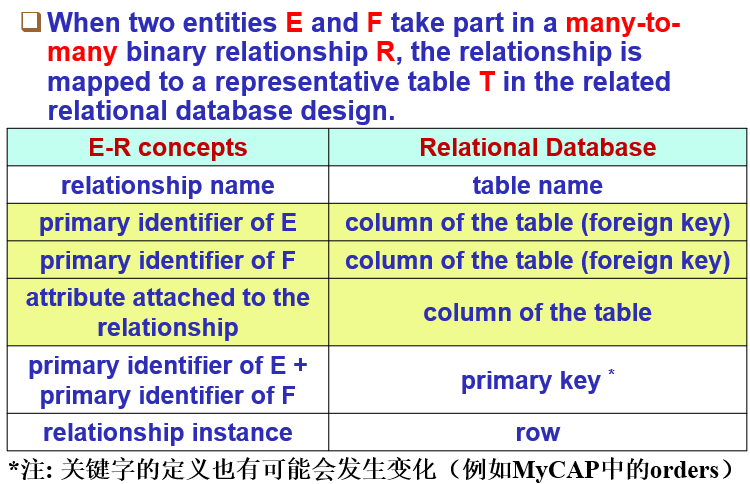 ❑ When two entities E and F take part in a many-to-
many binary relationship R, the relationship is
mapped to a representative table T in the related
relational database design.
E-R concepts
Relational Database
relationship name
table name
primary identifier of E
column of the table (foreign key)
primary identifier of F
column of the table (foreign key)
attribute attached to the
relationship
column of the table
primary identifier of E +
primary identifier of F
primary key *
relationship instance
row
*注: 关键字的定义也有可能会发生变化（例如MyCAP中的orders）